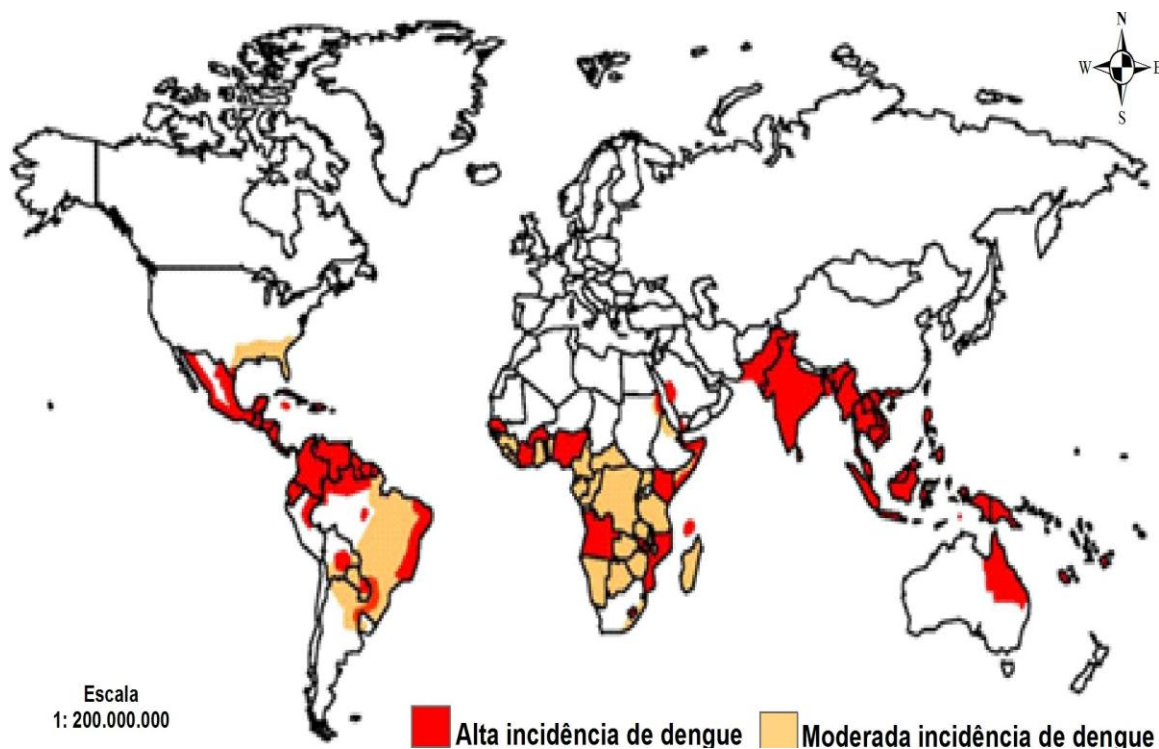 N
W E
S
Escala
1: 200.000.000
Alta incidência de dengue
Moderada incidência de dengue